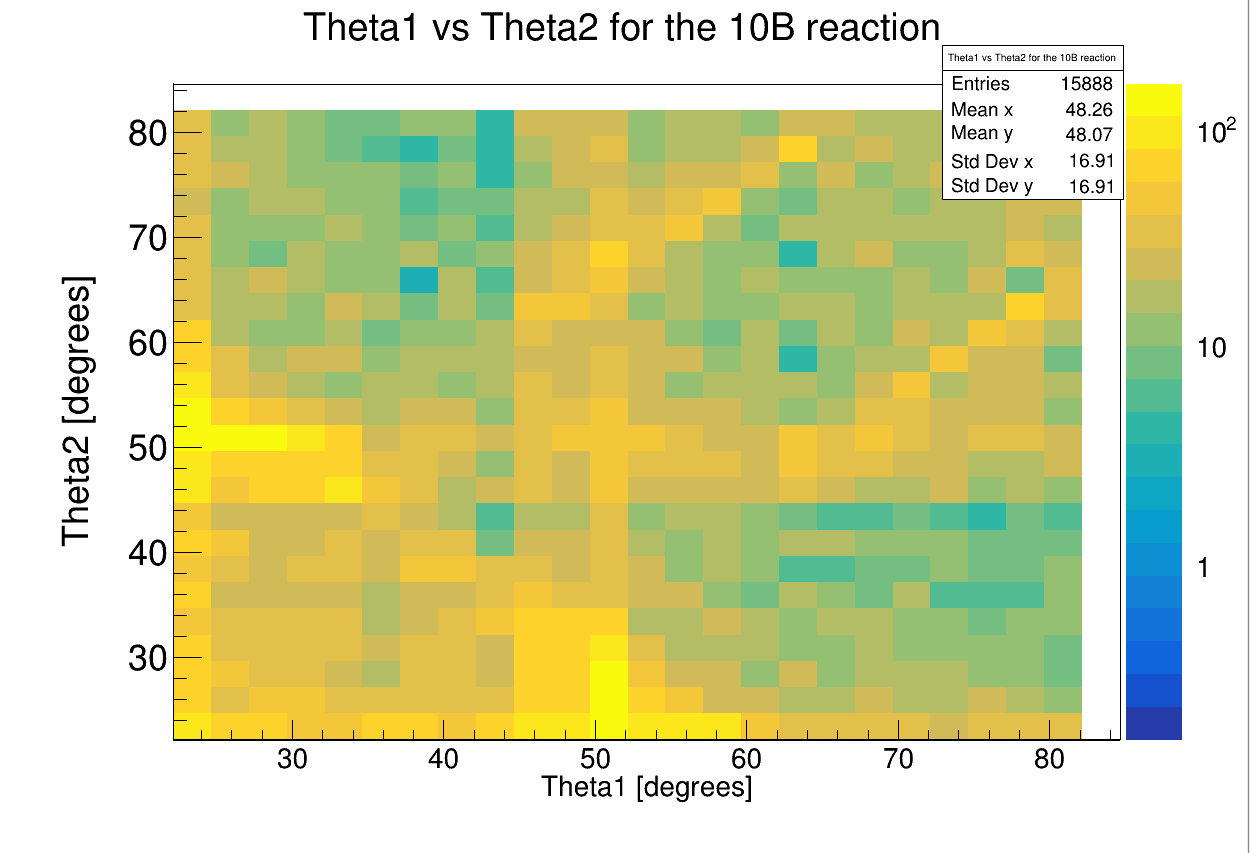 Theta1 vs Theta2 for the 10B reaction
Theta1 vs Theta2 for the 10B reaction
Entries 15888
Mean x 48.26
Mean y 48.07
Std Dev x 16.91
Std Dev y 16.91
80
70
60
50
40
30
Theta2 [degrees]
30 40 50 60 70 80
Theta1 [degrees]
10²
10
1